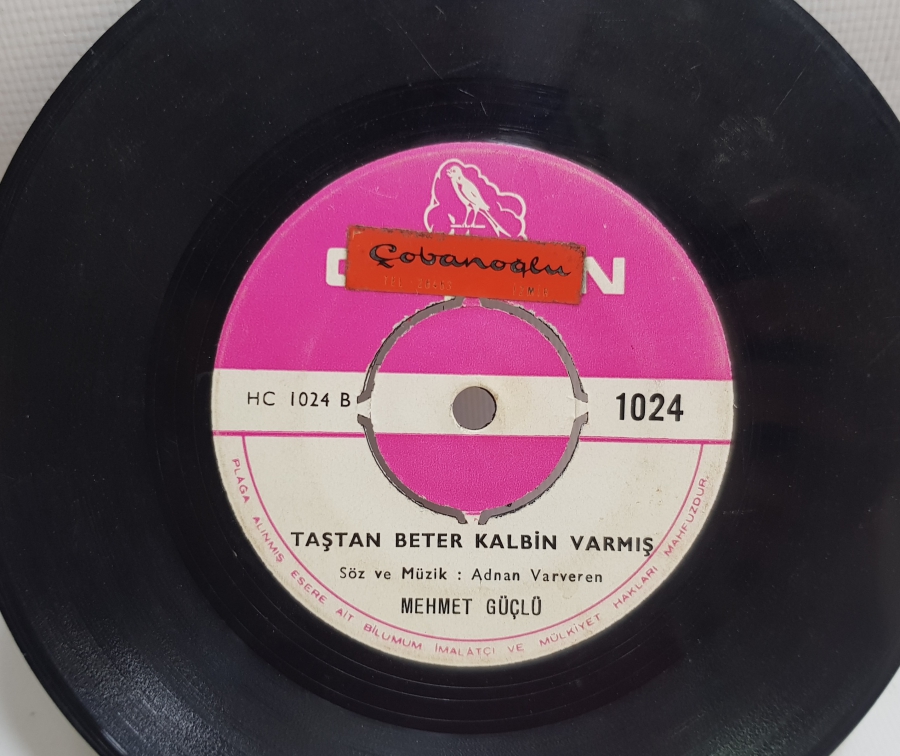 Çobanoğlu
N
HC 1024 B
1024
TAŞTAN BETER KALBİN VARMIŞ
Söz ve Müzik : Adnan Varveren
MEHMET GÜÇLÜ
PLAĞA ALINMIŞ ESERE AİT BİLUMUM İMALATÇI VE MÜLKİYET HAKLARI MAHFUZDUR.